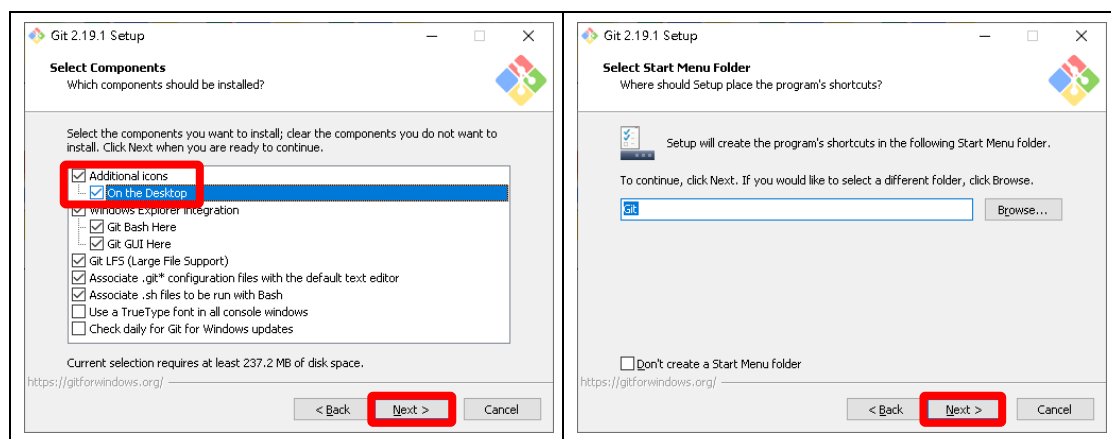 Git 2.19.1 Setup
Select Components
Which components should be installed?
Select the components you want to install; clear the components you do not want to
install. Click Next when you are ready to continue.
Additional icons
On the Desktop
Windows Explorer integration
Git Bash Here
Git GUI Here
Git LFS (Large File Support)
Associate .git* configuration files with the default text editor
Associate .sh files to be run with Bash
Use a TrueType font in all console windows
Check daily for Git for Windows updates
Current selection requires at least 237.2 MB of disk space.
https://gitforwindows.org/
< Back
Next >
Cancel
Git 2.19.1 Setup
Select Start Menu Folder
Where should Setup place the program's shortcuts?
Setup will create the program's shortcuts in the following Start Menu folder.
To continue, click Next. If you would like to select a different folder, click Browse.
Git
Browse...
Don't create a Start Menu folder
https://gitforwindows.org/
< Back
Next >
Cancel